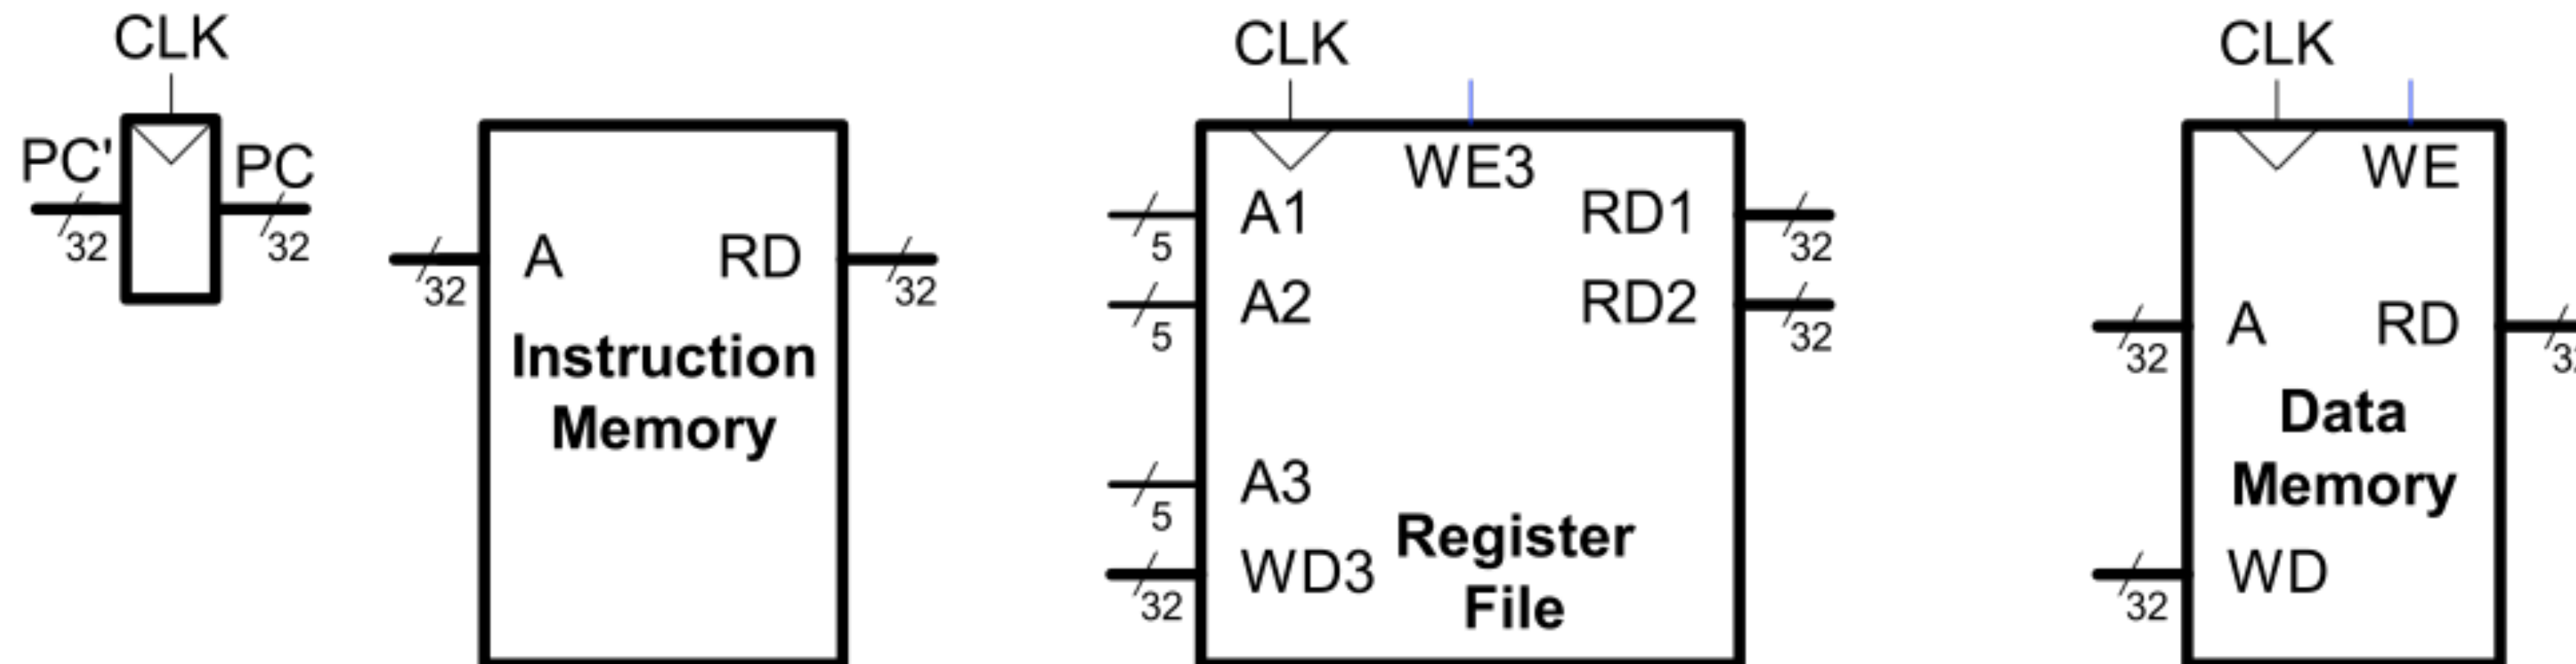 CLK
PC'
PC
32
32
A
RD
32
32
Instruction
Memory
CLK
WE3
A1
RD1
5
32
A2
RD2
5
32
A3
5
WD3
32
Register
File
CLK
WE
A
RD
32
Data
Memory
WD
32